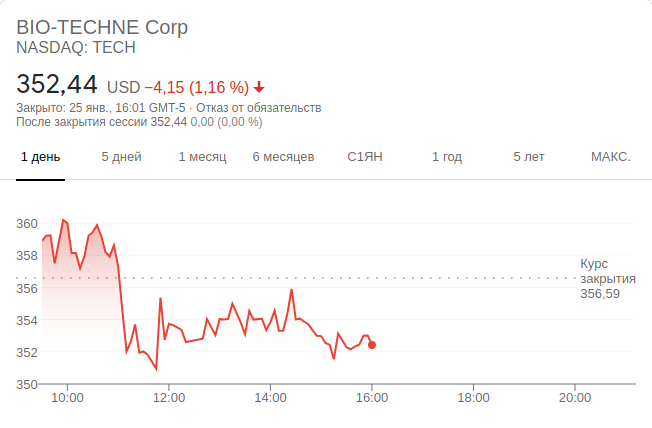 BIO-TECHNE Corp
NASDAQ: TECH
352,44 USD −4,15 (1,16 %)
Закрыто: 25 янв., 16:01 GMT-5 · Отказ от обязательств
После закрытия сессии 352,44 0,00 (0,00 %)
1 день 5 дней 1 месяц 6 месяцев С1ЯН 1 год 5 лет МАКС.
360
358
356
354
352
350
Курс
закрытия
356,59
10:00 12:00 14:00 16:00 18:00 20:00